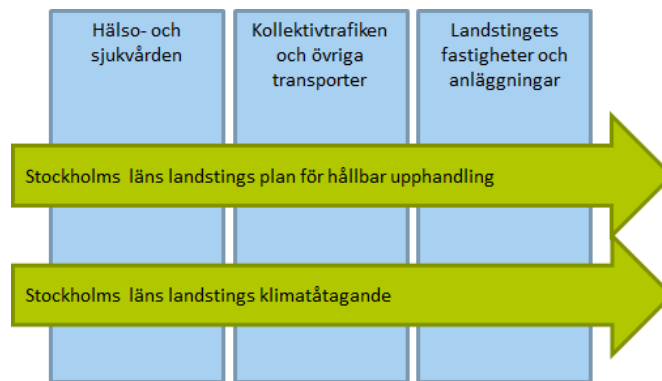 Hälso- och
sjukvården
Kollektivtrafiken
och övriga
transporter
Landstingets
fastigheter och
anläggningar
Stockholms läns landstings plan för hållbar upphandling
Stockholms läns landstings klimatåtagande